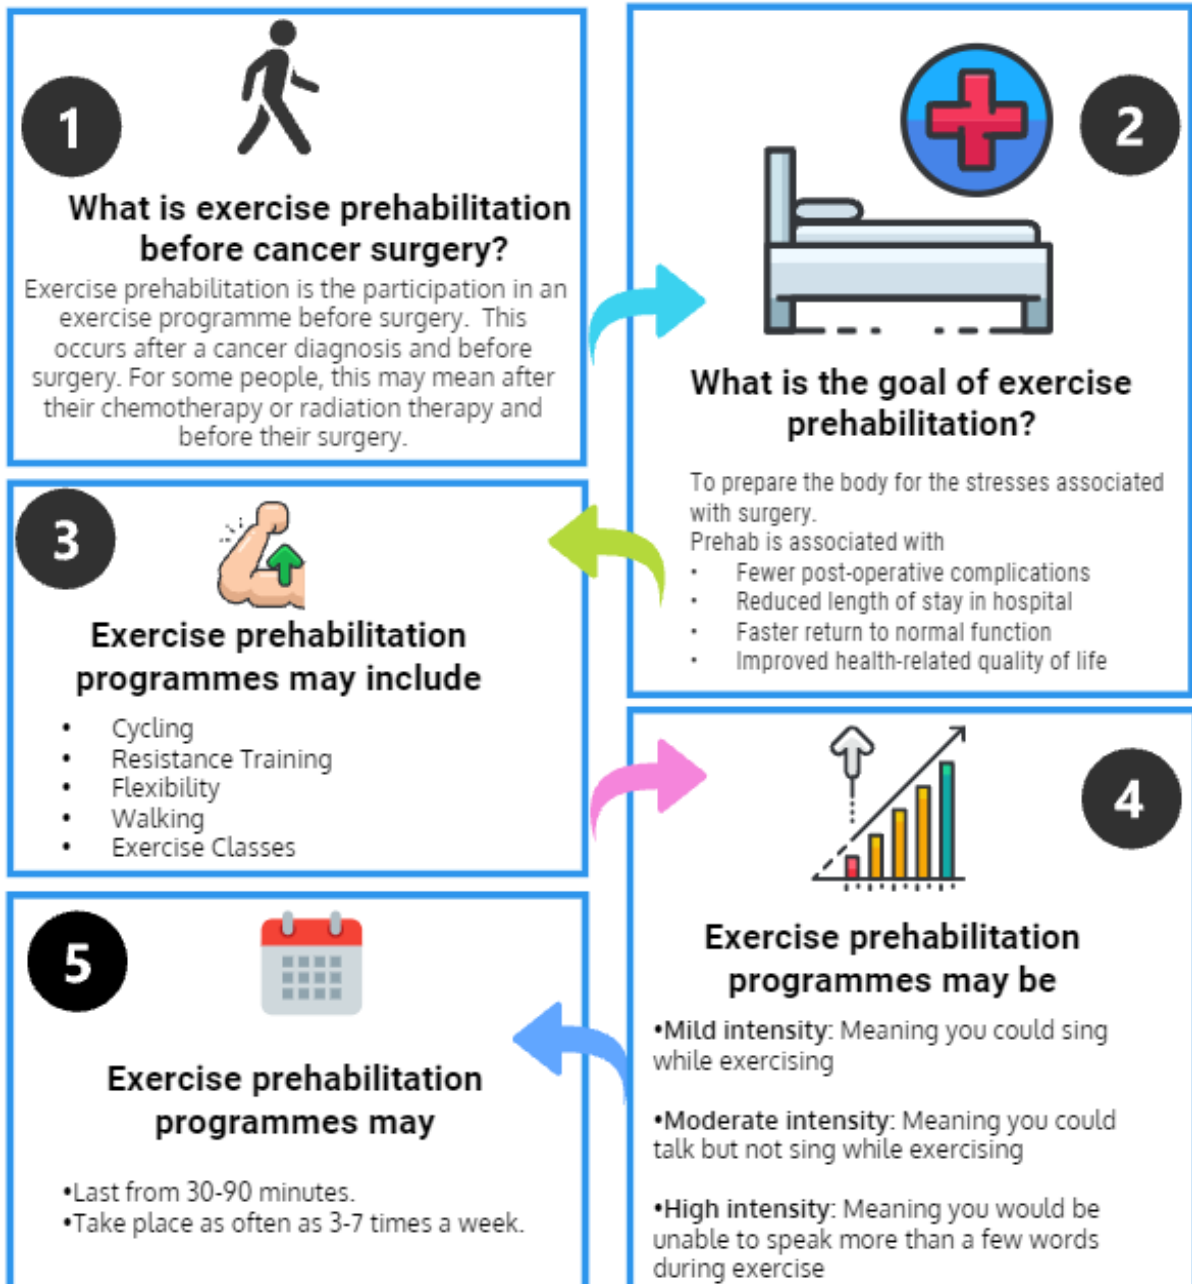 1
What is exercise prehabilitation
before cancer surgery?
Exercise prehabilitation is the participation in an
exercise programme before surgery. This
occurs after a cancer diagnosis and before
surgery. For some people, this may mean after
their chemotherapy or radiation therapy and
before their surgery.
2
What is the goal of exercise
prehabilitation?
To prepare the body for the stresses associated
with surgery.
Prehab is associated with
• Fewer post-operative complications
• Reduced length of stay in hospital
• Faster return to normal function
• Improved health-related quality of life
3
Exercise prehabilitation
programmes may include
• Cycling
• Resistance Training
• Flexibility
• Walking
• Exercise Classes
4
Exercise prehabilitation
programmes may be
•Mild intensity: Meaning you could sing
while exercising
•Moderate intensity: Meaning you could
talk but not sing while exercising
•High intensity: Meaning you would be
unable to speak more than a few words
during exercise
5
Exercise prehabilitation
programmes may
•Last from 30-90 minutes.
•Take place as often as 3-7 times a week.